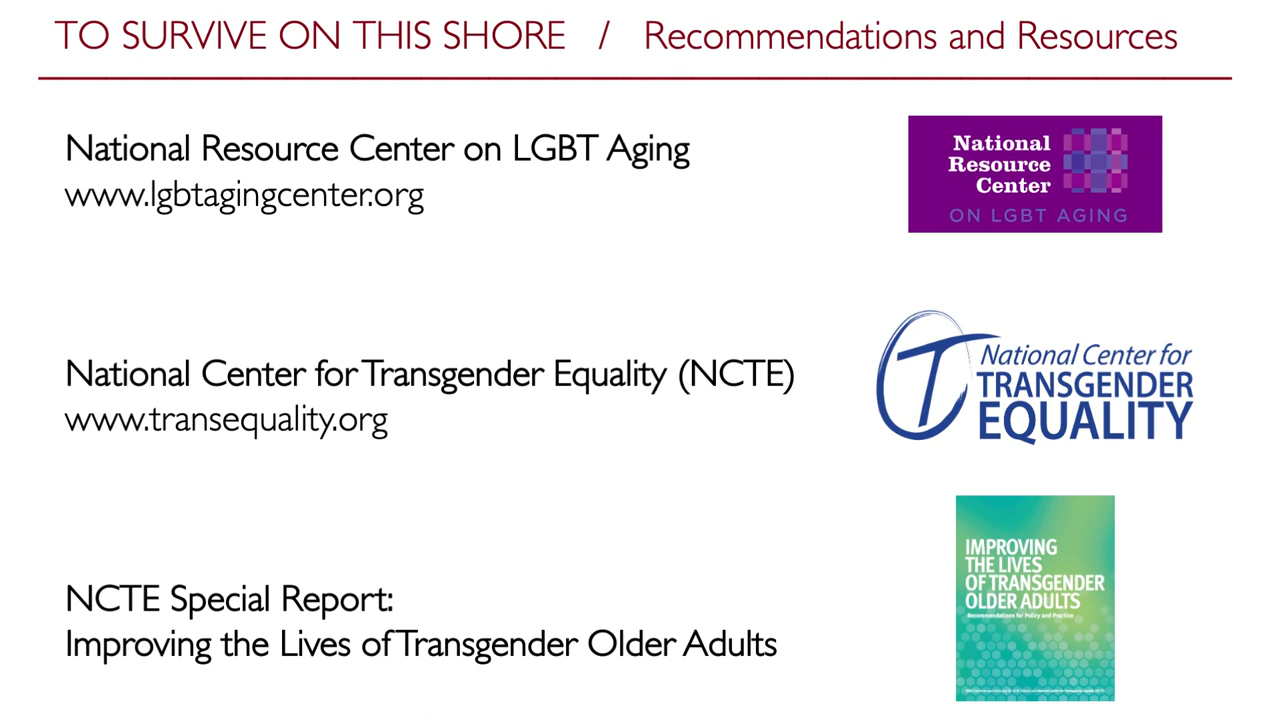 TO SURVIVE ON THIS SHORE / Recommendations and Resources
National Resource Center on LGBT Aging
www.lgbtagingcenter.org
National
Resource
Center
ON LGBT AGING
National Center for Transgender Equality (NCTE)
www.transequality.org
National Center for
TRANSGENDER
EQUALITY
NCTE Special Report:
Improving the Lives of Transgender Older Adults
IMPROVING
THE LIVES
OF TRANSGENDER
OLDER ADULTS
Recommendations for Policy and Practice